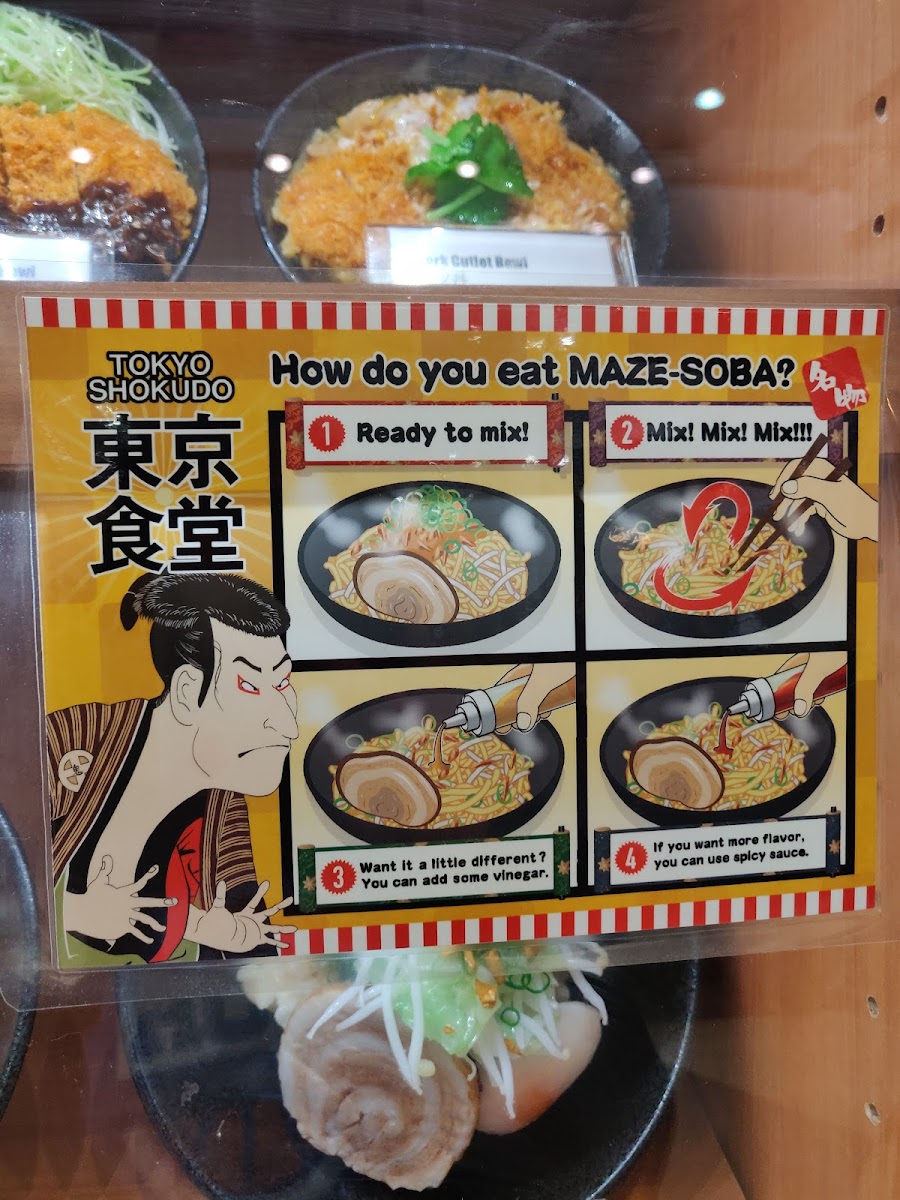 Cutlet Bowl
TOKYO
SHOKUDO
東京
食堂
How do you eat MAZE-SOBA?
名物
1 Ready to mix!
2 Mix! Mix! Mix!!!
3 Want it a little different?
You can add some vinegar.
4 If you want more flavor,
you can use spicy sauce.